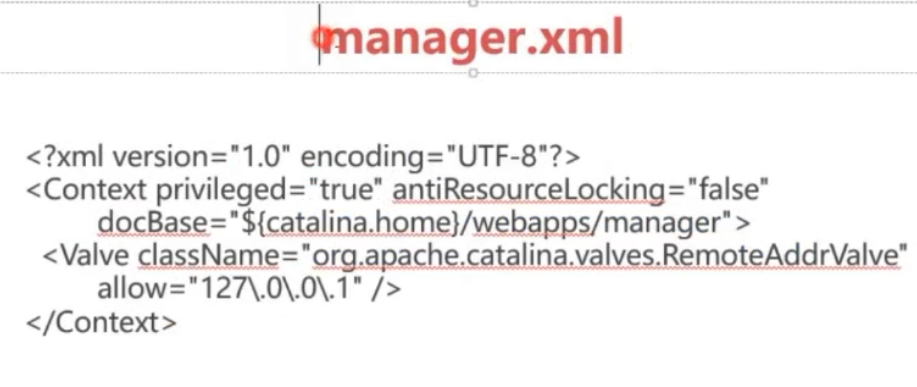 manager.xml
<?xml version="1.0" encoding="UTF-8"?>
<Context privileged="true" antiResourceLocking="false"
docBase="${catalina.home}/webapps/manager">
<Valve className="org.apache.catalina.valves.RemoteAddrValve"
allow="127\.0\.0\.1" />
</Context>